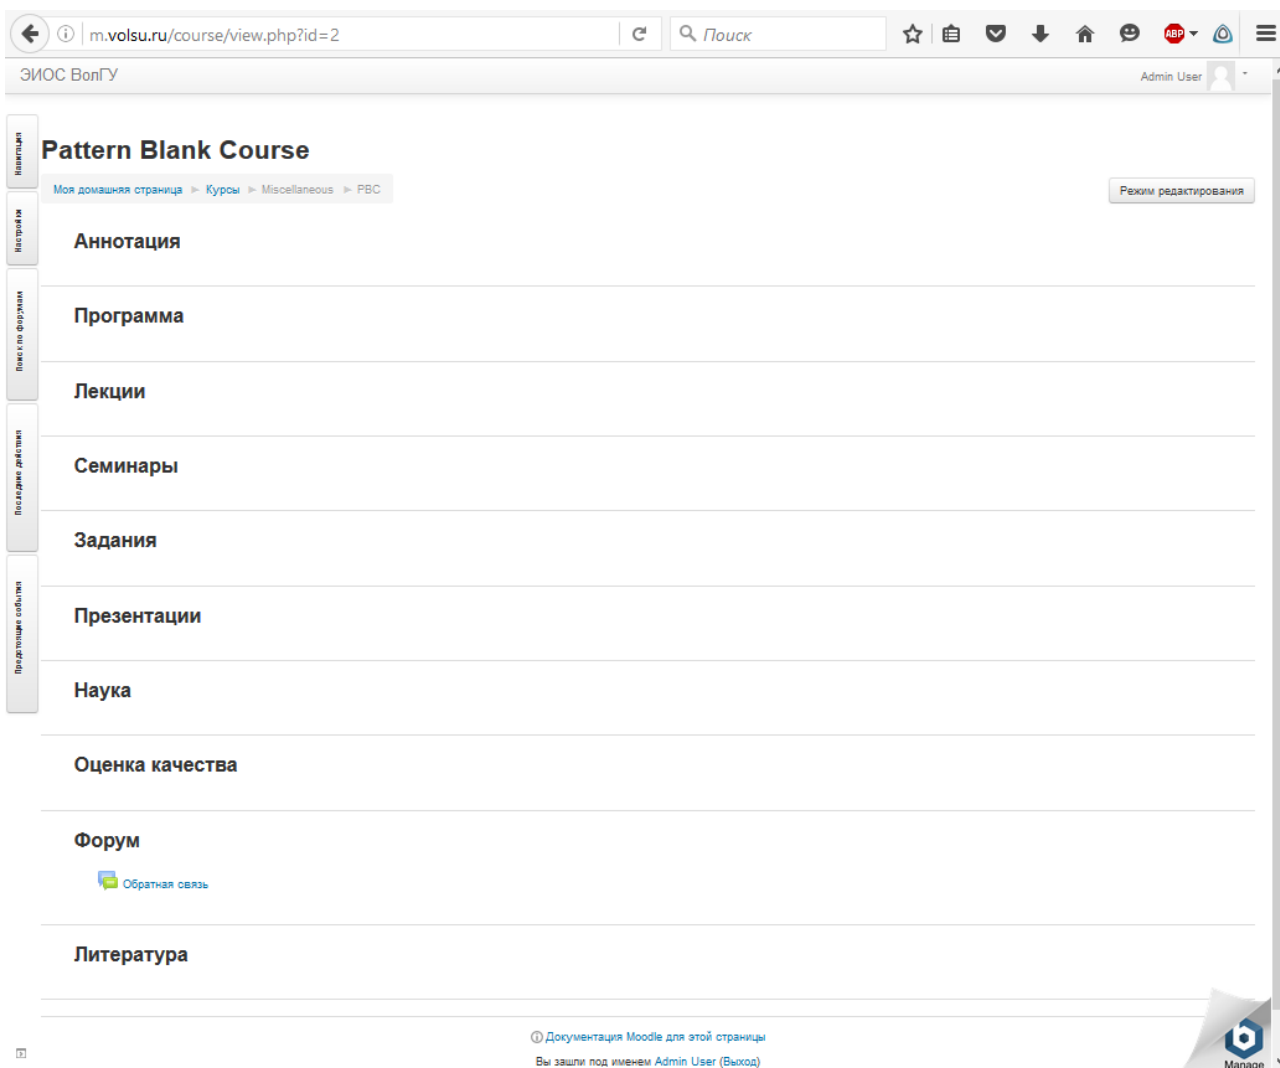 m.volsu.ru/course/view.php?id=2
Поиск
ABP
ЭИОС ВолГУ
Admin User
Навигация
Настройки
Поиск по форумам
Последние действия
Предстоящие события
Pattern Blank Course
Моя домашняя страница ► Курсы ► Miscellaneous ► PBC
Режим редактирования
Аннотация
Программа
Лекции
Семинары
Задания
Презентации
Наука
Оценка качества
Форум
Обратная связь
Литература
Документация Moodle для этой страницы
Вы зашли под именем Admin User (Выход)
Manage